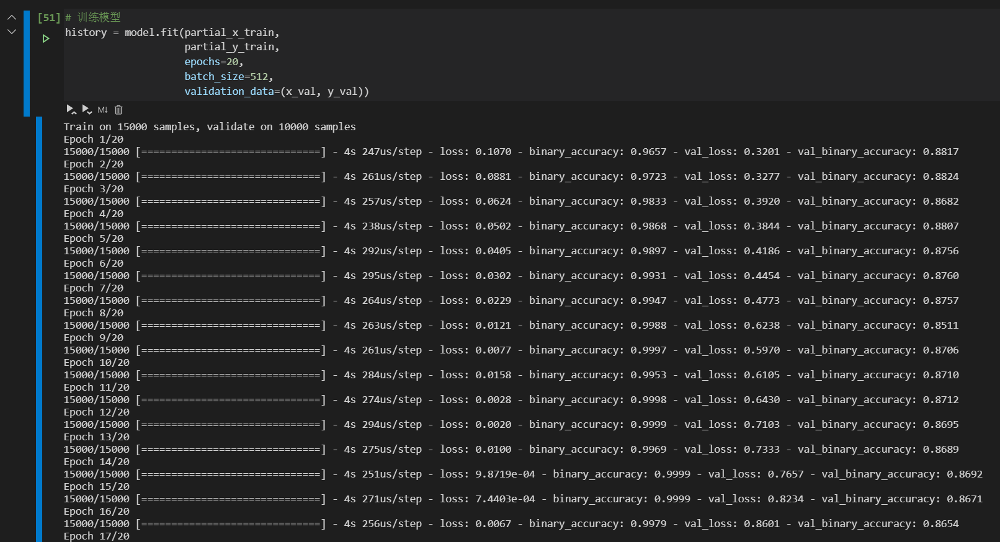 [51] # 训练模型
history = model.fit(partial_x_train,
partial_y_train,
epochs=20,
batch_size=512,
validation_data=(x_val, y_val))
M↓
Train on 15000 samples, validate on 10000 samples
Epoch 1/20
15000/15000 [==============================] - 4s 247us/step - loss: 0.1070 - binary_accuracy: 0.9657 - val_loss: 0.3201 - val_binary_accuracy: 0.8817
Epoch 2/20
15000/15000 [==============================] - 4s 261us/step - loss: 0.0881 - binary_accuracy: 0.9723 - val_loss: 0.3277 - val_binary_accuracy: 0.8824
Epoch 3/20
15000/15000 [==============================] - 4s 257us/step - loss: 0.0624 - binary_accuracy: 0.9833 - val_loss: 0.3920 - val_binary_accuracy: 0.8682
Epoch 4/20
15000/15000 [==============================] - 4s 238us/step - loss: 0.0502 - binary_accuracy: 0.9868 - val_loss: 0.3844 - val_binary_accuracy: 0.8807
Epoch 5/20
15000/15000 [==============================] - 4s 292us/step - loss: 0.0405 - binary_accuracy: 0.9897 - val_loss: 0.4186 - val_binary_accuracy: 0.8756
Epoch 6/20
15000/15000 [==============================] - 4s 295us/step - loss: 0.0302 - binary_accuracy: 0.9931 - val_loss: 0.4454 - val_binary_accuracy: 0.8760
Epoch 7/20
15000/15000 [==============================] - 4s 264us/step - loss: 0.0229 - binary_accuracy: 0.9947 - val_loss: 0.4773 - val_binary_accuracy: 0.8757
Epoch 8/20
15000/15000 [==============================] - 4s 263us/step - loss: 0.0121 - binary_accuracy: 0.9988 - val_loss: 0.6238 - val_binary_accuracy: 0.8511
Epoch 9/20
15000/15000 [==============================] - 4s 261us/step - loss: 0.0077 - binary_accuracy: 0.9997 - val_loss: 0.5970 - val_binary_accuracy: 0.8706
Epoch 10/20
15000/15000 [==============================] - 4s 284us/step - loss: 0.0158 - binary_accuracy: 0.9953 - val_loss: 0.6105 - val_binary_accuracy: 0.8710
Epoch 11/20
15000/15000 [==============================] - 4s 274us/step - loss: 0.0028 - binary_accuracy: 0.9998 - val_loss: 0.6430 - val_binary_accuracy: 0.8712
Epoch 12/20
15000/15000 [==============================] - 4s 294us/step - loss: 0.0020 - binary_accuracy: 0.9999 - val_loss: 0.7103 - val_binary_accuracy: 0.8695
Epoch 13/20
15000/15000 [==============================] - 4s 275us/step - loss: 0.0100 - binary_accuracy: 0.9969 - val_loss: 0.7333 - val_binary_accuracy: 0.8689
Epoch 14/20
15000/15000 [==============================] - 4s 251us/step - loss: 9.8719e-04 - binary_accuracy: 0.9999 - val_loss: 0.7657 - val_binary_accuracy: 0.8692
Epoch 15/20
15000/15000 [==============================] - 4s 271us/step - loss: 7.4403e-04 - binary_accuracy: 0.9999 - val_loss: 0.8234 - val_binary_accuracy: 0.8671
Epoch 16/20
15000/15000 [==============================] - 4s 256us/step - loss: 0.0067 - binary_accuracy: 0.9979 - val_loss: 0.8601 - val_binary_accuracy: 0.8654
Epoch 17/20